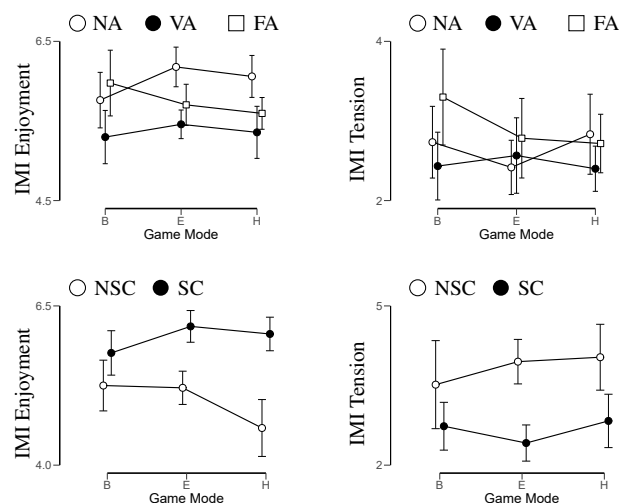 NA VA FA
6.5
IMI Enjoyment
4.5
B E H
Game Mode
NA VA FA
4
IMI Tension
2
B E H
Game Mode
NSC SC
6.5
IMI Enjoyment
4.0
B E H
Game Mode
NSC SC
5
IMI Tension
2
B E H
Game Mode